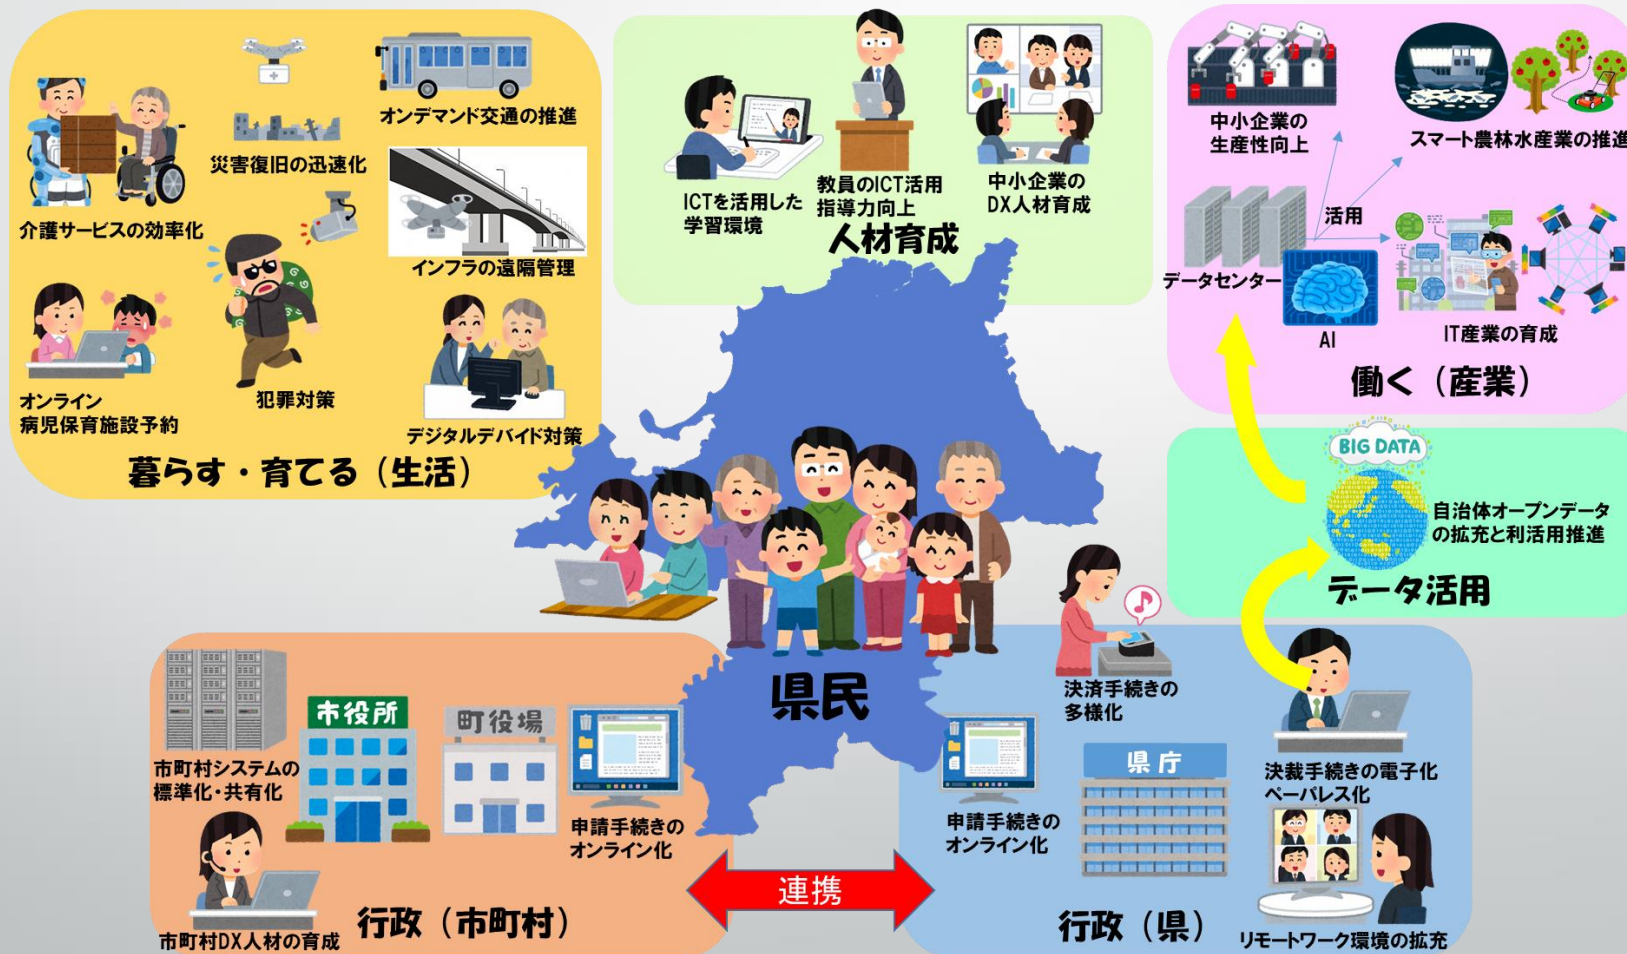 オンデマンド交通の推進
災害復旧の迅速化
介護サービスの効率化
インフラの遠隔管理
オンライン
病児保育施設予約
犯罪対策
デジタルデバイド対策
暮らす・育てる（生活）
ICTを活用した
学習環境
教員のICT活用
指導力向上
中小企業の
DX人材育成
人材育成
中小企業の
生産性向上
スマート農林水産業の推進
活用
データセンター
AI
IT産業の育成
働く（産業）
BIG DATA
自治体オープンデータ
の拡充と利活用推進
データ活用
県民
市役所
町役場
市町村システムの
標準化・共有化
申請手続きの
オンライン化
市町村DX人材の育成
行政（市町村）
連携
決済手続きの
多様化
県庁
申請手続きの
オンライン化
決裁手続きの電子化
ペーパレス化
リモートワーク環境の拡充
行政（県）